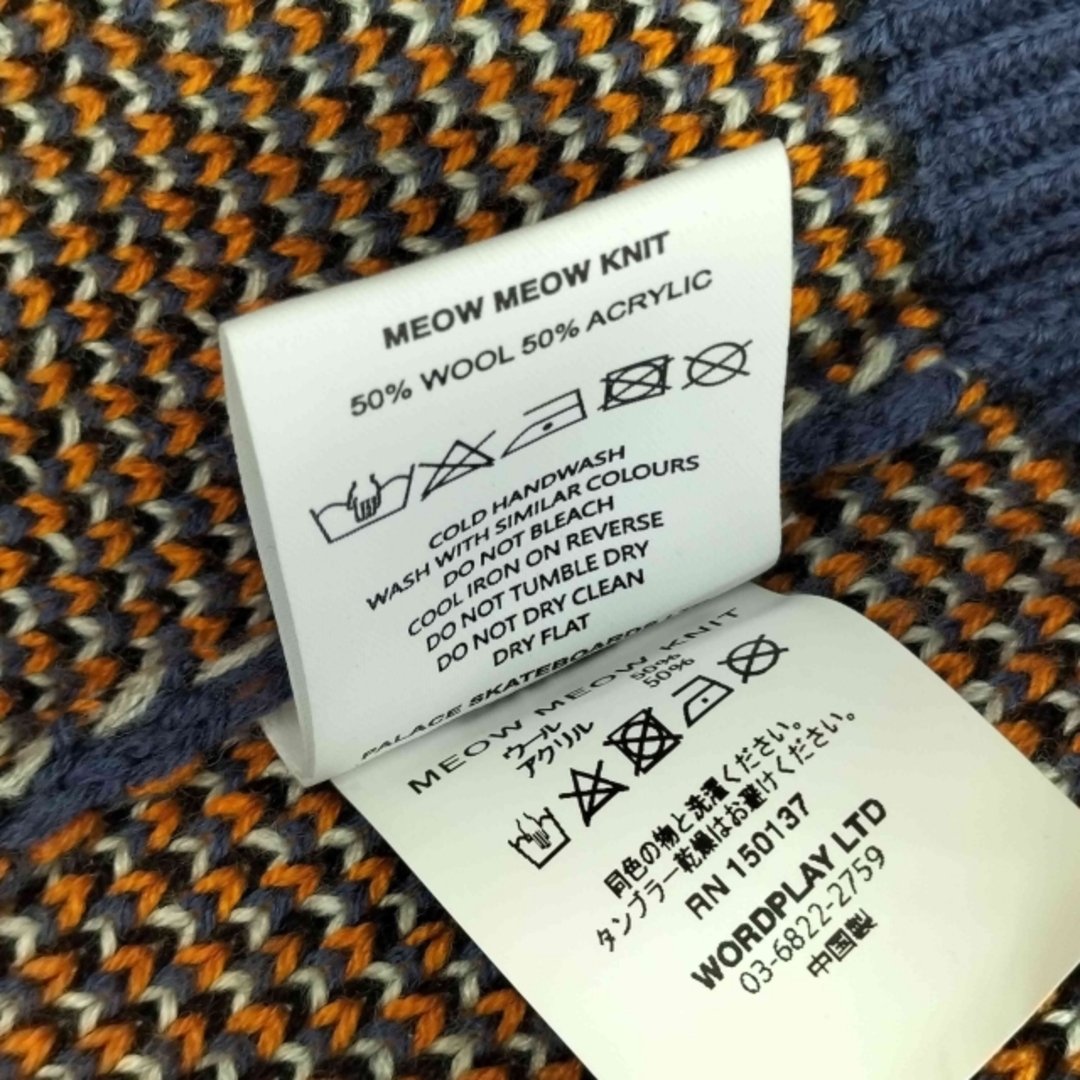 MEOW MEOW KNIT
50% WOOL 50% ACRYLIC
COLD HANDWASH
WASH WITH SIMILAR COLOURS
DO NOT BLEACH
COOL IRON ON REVERSE
DO NOT TUMBLE DRY
DO NOT DRY CLEAN
DRY FLAT
PALACE SKATEBOARDS
MEOW MEOW KNIT
ウール 50%
アクリル 50%
同色の物と洗濯ください。
タンブラー乾燥はお避けください。
RN 150137
WORDPLAY LTD
03-6822-2759
中国製